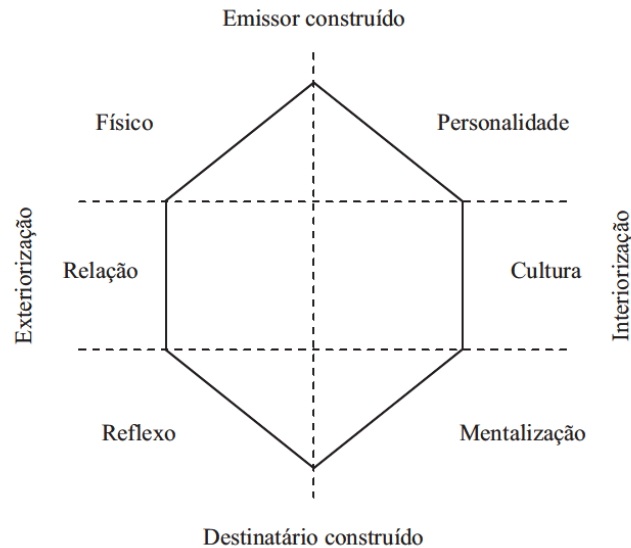 Emissor construído
Físico
Personalidade
Exteriorização
Relação
Cultura
Interiorização
Reflexo
Mentalização
Destinatário construído